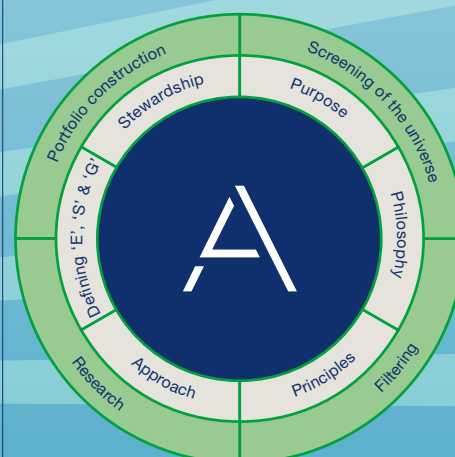 Portfolio construction
Screening of the universe
Filtering
Research
Stewardship
Purpose
Philosophy
Principles
Approach
Defining ‘E’, ‘S’ & ‘G’